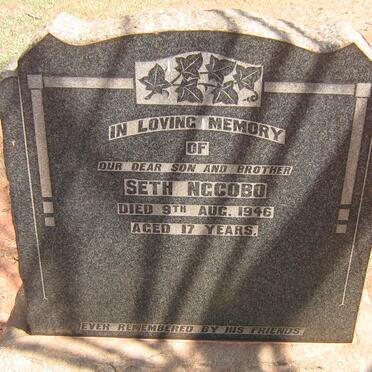 IN LOVING MEMORY
OF
OUR DEAR SON AND BROTHER
SETH NGCOBO
DIED 9TH AUG. 1946
AGED 17 YEARS.
EVER REMEMBERED BY HIS FRIENDS.